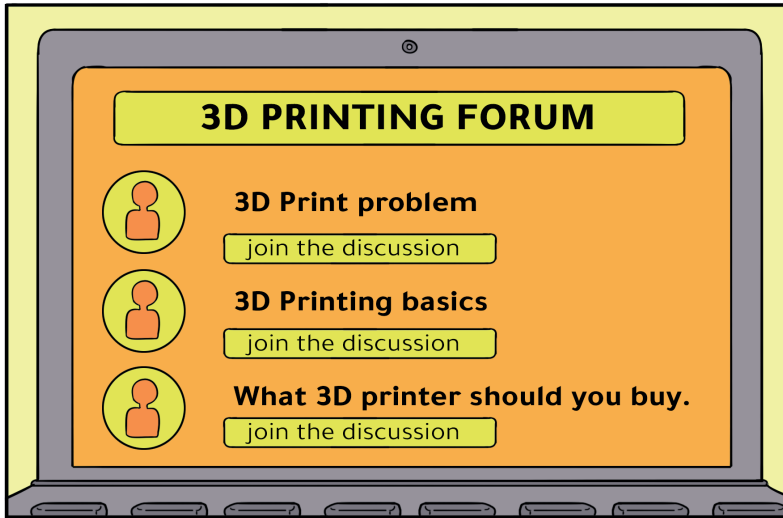 3D PRINTING FORUM
3D Print problem
join the discussion
3D Printing basics
join the discussion
What 3D printer should you buy.
join the discussion